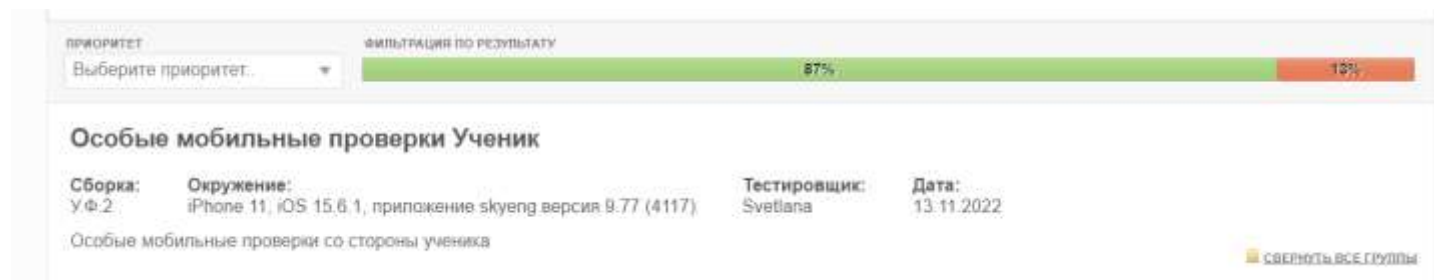 ПРИОРИТЕТ ФИЛЬТРАЦИЯ ПО РЕЗУЛЬТАТУ
Выберите приоритет.. 87% 13%
Особые мобильные проверки Ученик
Сборка: Окружение: Тестировщик: Дата:
У.Ф.2 iPhone 11, iOS 15.6.1, приложение skyeng версия 9.77 (4117) Svetlana 13.11.2022
Особые мобильные проверки со стороны ученика
СВЕРНУТЬ ВСЕ ГРУППЫ